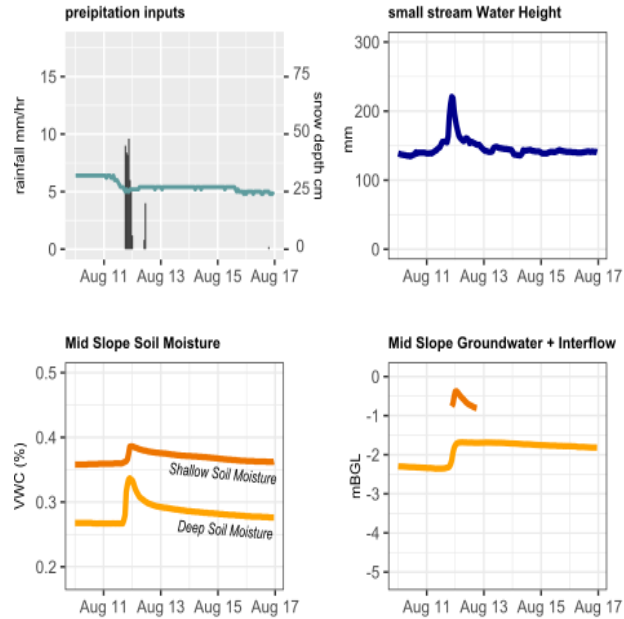 preipitation inputs
rainfall mm/hr
15
10
5
0
75
50
25
0
snow depth cm
Aug 11 Aug 13 Aug 15 Aug 17
small stream Water Height
mm
300
200
100
0
Aug 11 Aug 13 Aug 15 Aug 17
Mid Slope Soil Moisture
VWC (%)
0.5
0.4
0.3
0.2
Shallow Soil Moisture
Deep Soil Moisture
Aug 11 Aug 13 Aug 15 Aug 17
Mid Slope Groundwater + Interflow
mBGL
0
-1
-2
-3
-4
-5
Aug 11 Aug 13 Aug 15 Aug 17